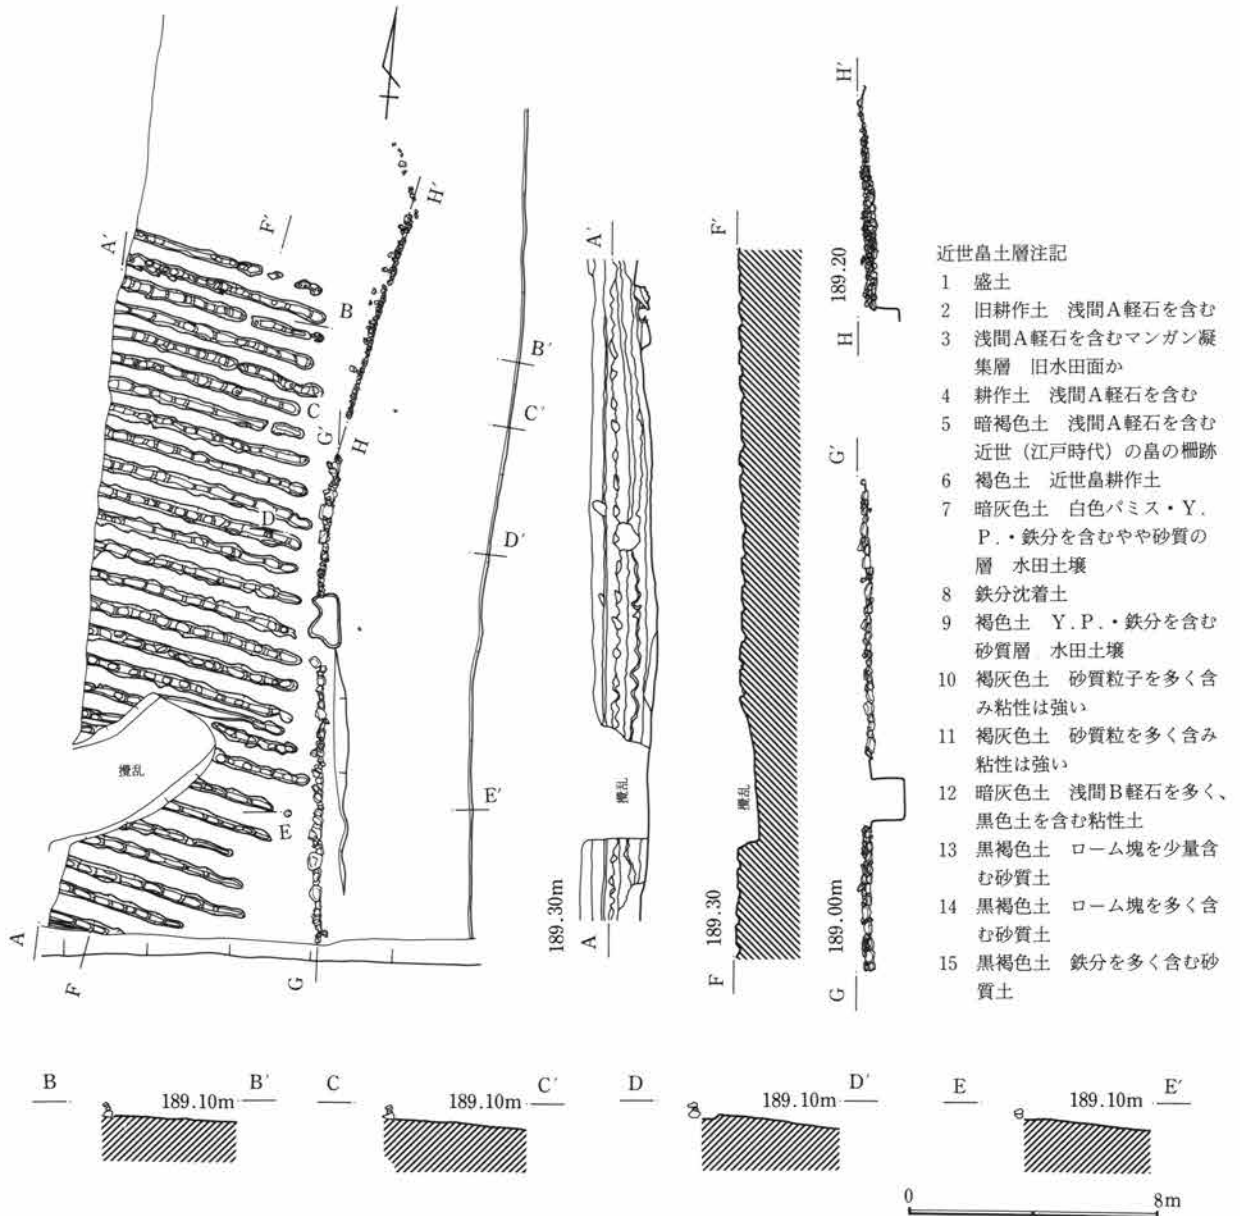 A′
F′
B
C
G′
H
H′
B′
C′
D
D′
E
E′
攪乱
A
F
G
A′
攪乱
189.30m
A
F′
攪乱
189.30
F
H′
189.20
H
G′
189.00m
G
近世畠土層注記
1 盛土
2 旧耕作土 浅間A軽石を含む
3 浅間A軽石を含むマンガン凝
集層 旧水田面か
4 耕作土 浅間A軽石を含む
5 暗褐色土 浅間A軽石を含む
近世（江戸時代）の畠の柵跡
6 褐色土 近世畠耕作土
7 暗灰色土 白色パミス・Y.
P.・鉄分を含むやや砂質の
層 水田土壌
8 鉄分沈着土
9 褐色土 Y.P.・鉄分を含む
砂質層 水田土壌
10 褐灰色土 砂質粒子を多く含
み粘性は強い
11 褐灰色土 砂質粒を多く含み
粘性は強い
12 暗灰色土 浅間B軽石を多く、
黒色土を含む粘性土
13 黒褐色土 ローム塊を少量含
む砂質土
14 黒褐色土 ローム塊を多く含
む砂質土
15 黒褐色土 鉄分を多く含む砂
質土
B 189.10m B′
C 189.10m C′
D 189.10m D′
E 189.10m E′
0 8m